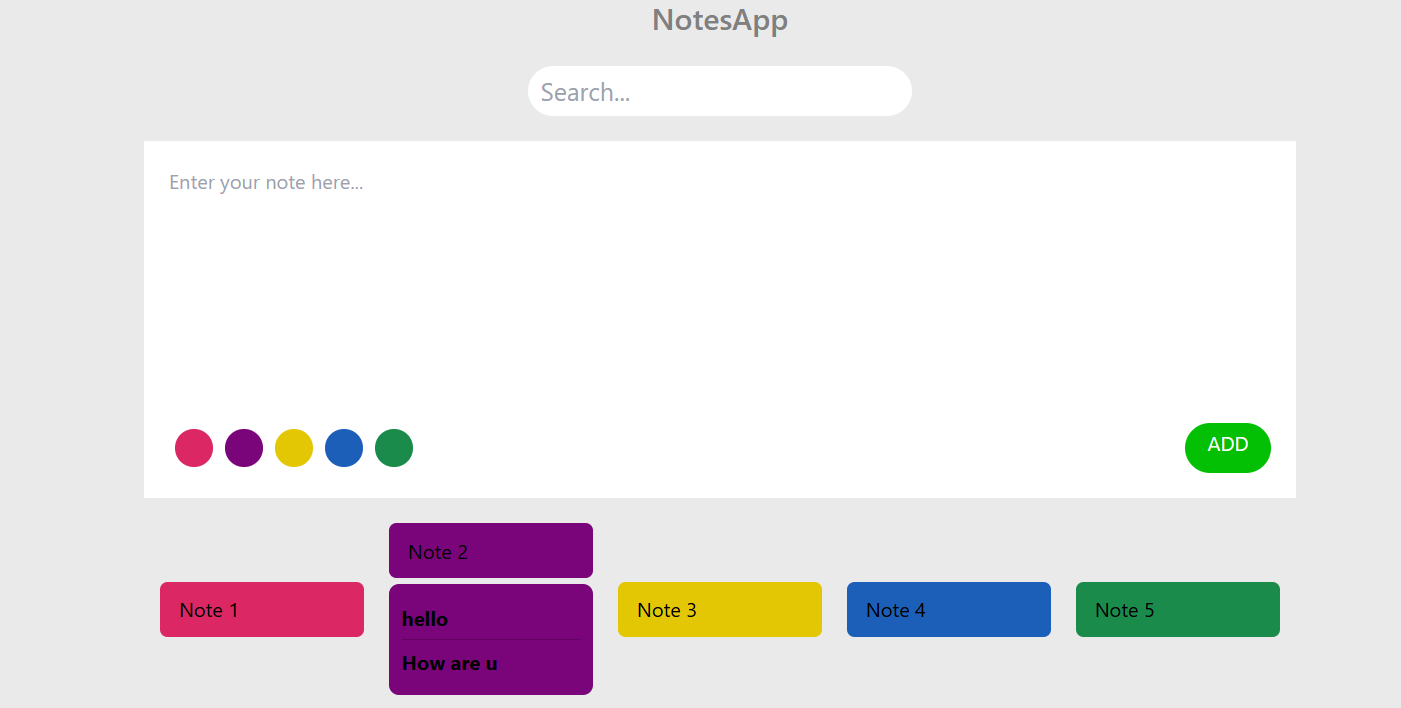 NotesApp
Search...
Enter your note here...
ADD
Note 1
Note 2
hello
How are u
Note 3
Note 4
Note 5